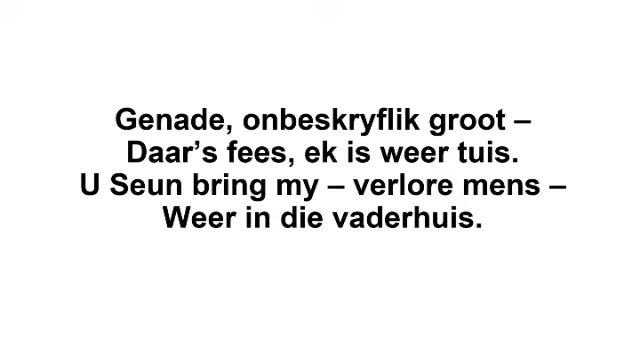 Genade, onbeskryflik groot –
Daar’s fees, ek is weer tuis.
U Seun bring my – verlore mens –
Weer in die vaderhuis.